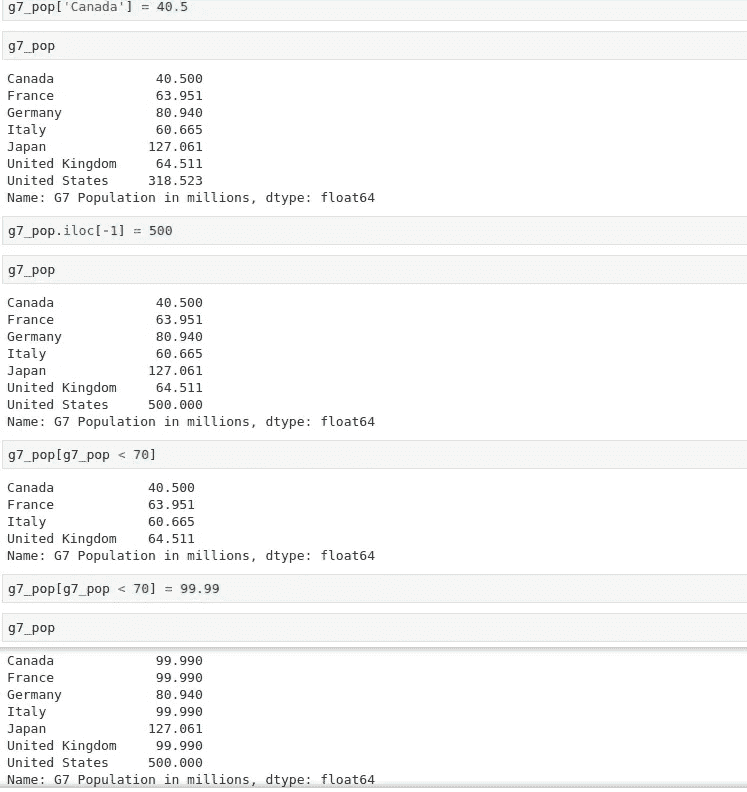 g7_pop['Canada'] = 40.5
g7_pop
Canada             40.500
France             63.951
Germany            80.940
Italy              60.665
Japan             127.061
United Kingdom     64.511
United States     318.523
Name: G7 Population in millions, dtype: float64
g7_pop.iloc[-1] = 500
g7_pop
Canada             40.500
France             63.951
Germany            80.940
Italy              60.665
Japan             127.061
United Kingdom     64.511
United States     500.000
Name: G7 Population in millions, dtype: float64
g7_pop[g7_pop < 70]
Canada            40.500
France            63.951
Italy             60.665
United Kingdom    64.511
Name: G7 Population in millions, dtype: float64
g7_pop[g7_pop < 70] = 99.99
g7_pop
Canada             99.990
France             99.990
Germany            80.940
Italy              99.990
Japan             127.061
United Kingdom     99.990
United States     500.000
Name: G7 Population in millions, dtype: float64